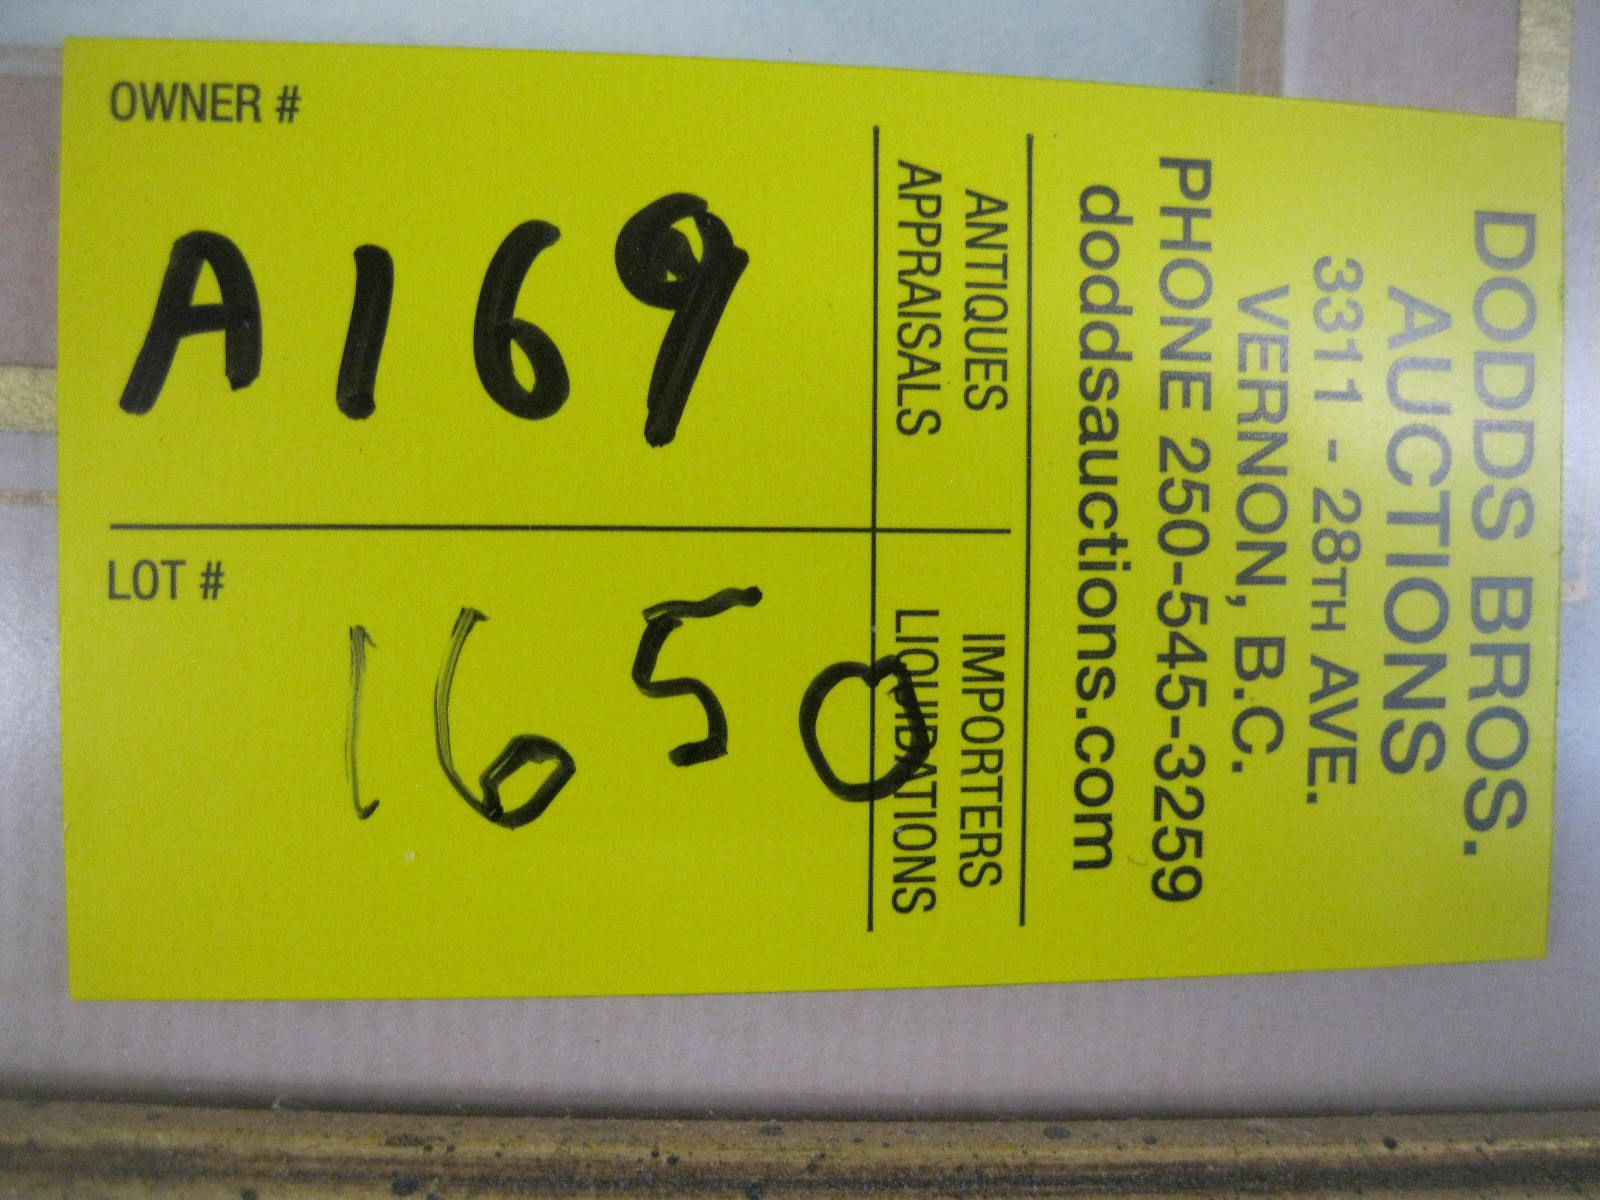 DODDS BROS.
AUCTIONS
3311 - 28TH AVE.
VERNON, B.C.
PHONE 250-545-3259
doddsauctions.com
ANTIQUES IMPORTERS
APPRAISALS LIQUIDATIONS
OWNER #
A169
LOT #
1650